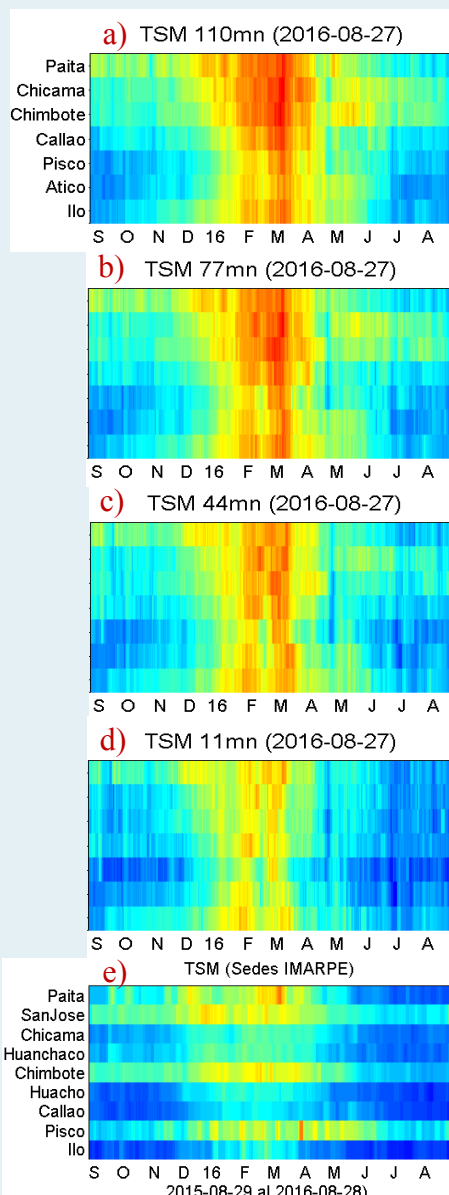 a) TSM 110mn (2016-08-27)
Paita
Chicama
Chimbote
Callao
Pisco
Atico
Ilo
S O N D 16 F M A M J J A
b) TSM 77mn (2016-08-27)
S O N D 16 F M A M J J A
c) TSM 44mn (2016-08-27)
S O N D 16 F M A M J J A
d) TSM 11mn (2016-08-27)
S O N D 16 F M A M J J A
e) TSM (Sedes IMARPE)
Paita
SanJose
Chicama
Huanchaco
Chimbote
Huacho
Callao
Pisco
Ilo
S O N D 16 F M A M J J A
2015-08-29 al 2016-08-28)